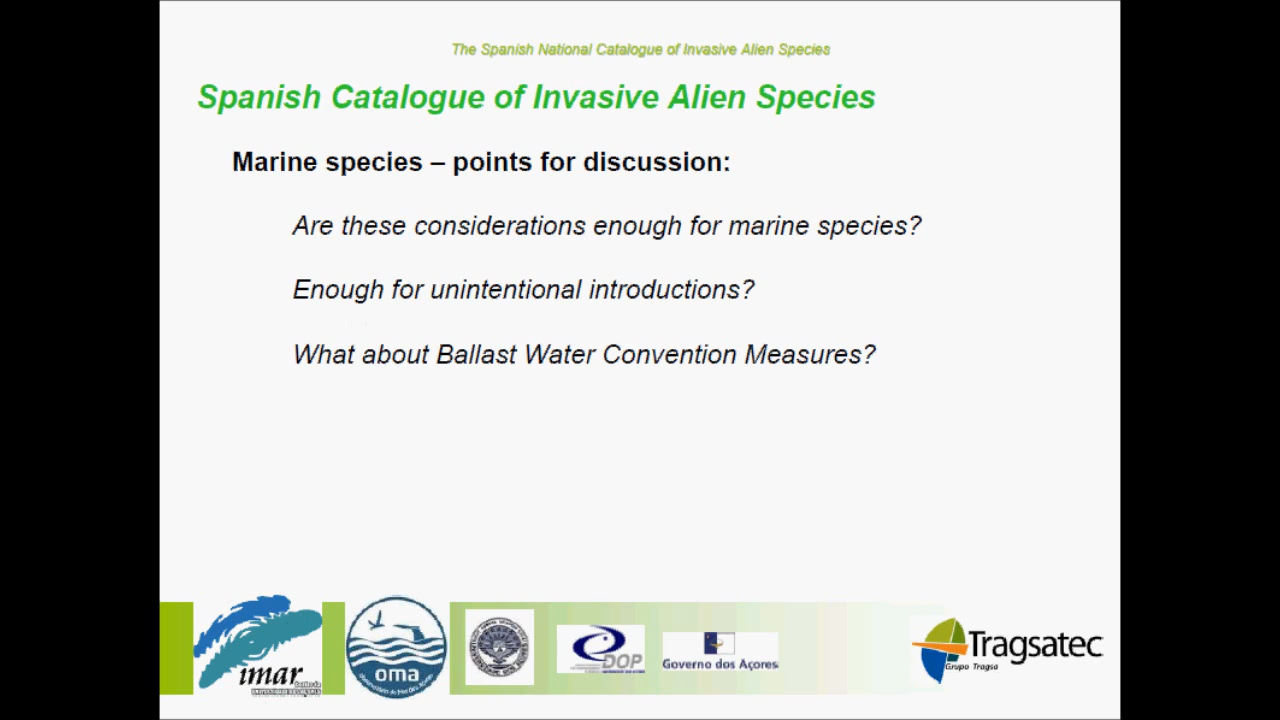 The Spanish National Catalogue of Invasive Alien Species
Spanish Catalogue of Invasive Alien Species
Marine species – points for discussion:
Are these considerations enough for marine species?
Enough for unintentional introductions?
What about Ballast Water Convention Measures?
imar
oma
DOP
Governo dos Açores
Tragsatec
Grupo Tragsa